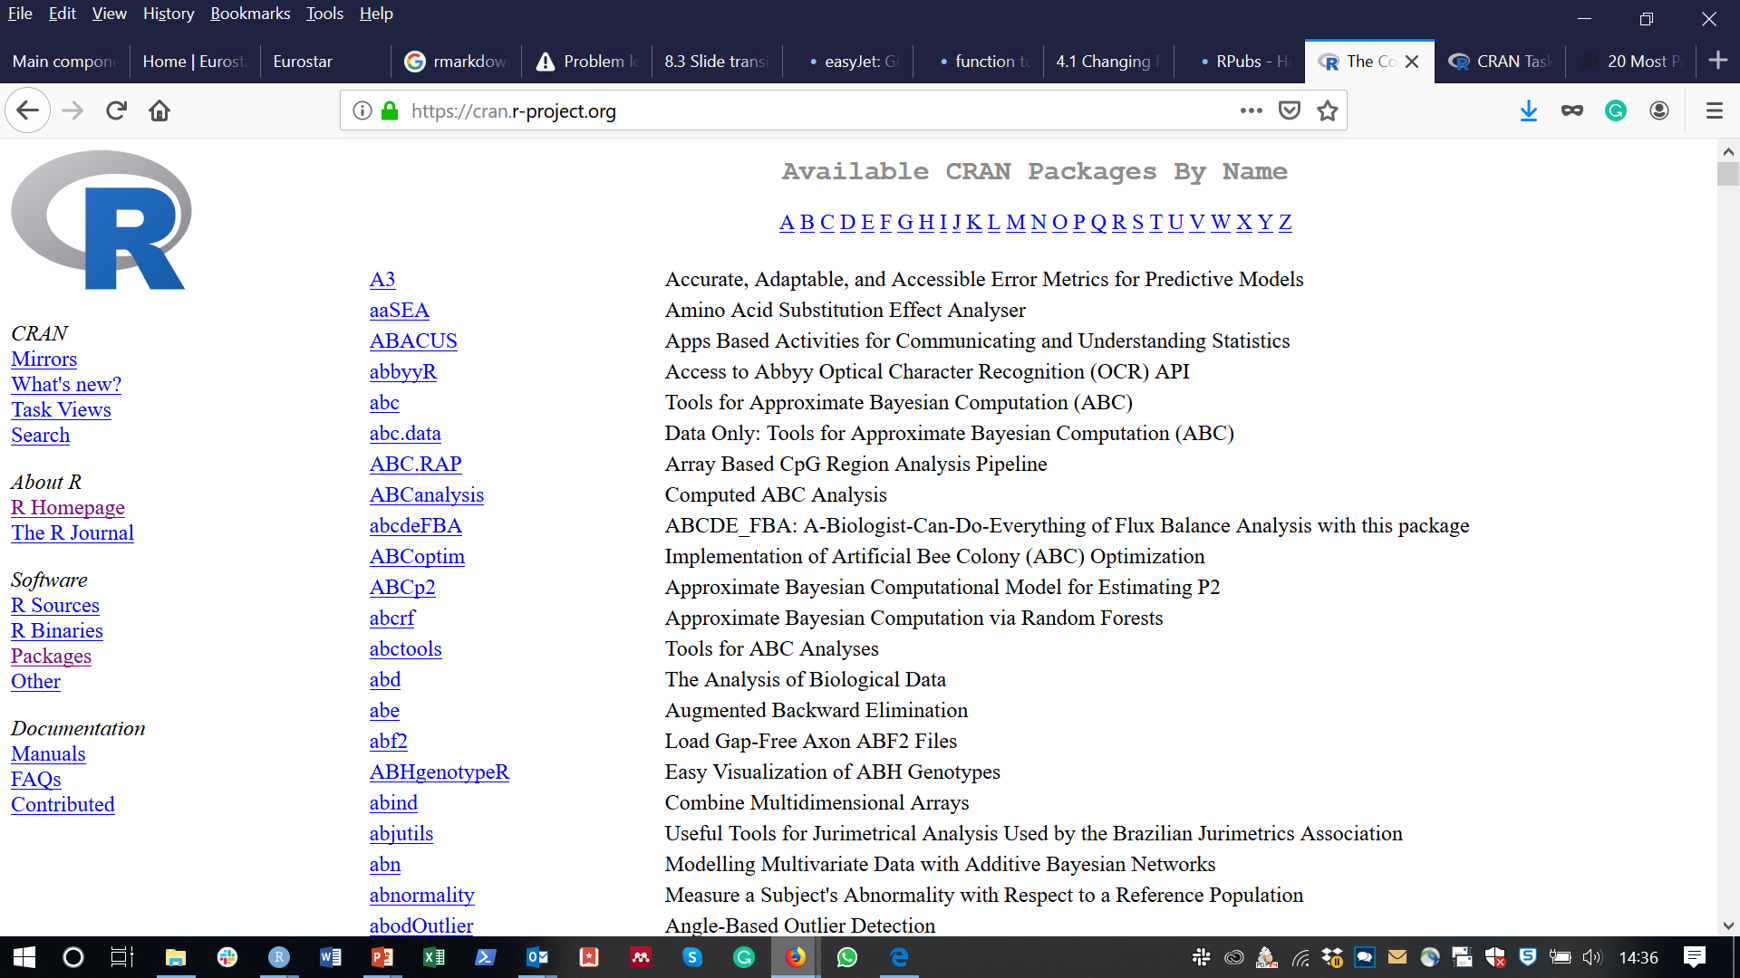 File Edit View History Bookmarks Tools Help
Main compon Home | Eurosta Eurostar rmarkdow Problem lo 8.3 Slide transi easyJet: G function to 4.1 Changing RPubs - H The Co CRAN Task 20 Most P
https://cran.r-project.org
Available CRAN Packages By Name
A B C D E F G H I J K L M N O P Q R S T U V W X Y Z
R
CRAN
Mirrors
What's new?
Task Views
Search
About R
R Homepage
The R Journal
Software
R Sources
R Binaries
Packages
Other
Documentation
Manuals
FAQs
Contributed
A3 Accurate, Adaptable, and Accessible Error Metrics for Predictive Models
aaSEA Amino Acid Substitution Effect Analyser
ABACUS Apps Based Activities for Communicating and Understanding Statistics
abbyyR Access to Abbyy Optical Character Recognition (OCR) API
abc Tools for Approximate Bayesian Computation (ABC)
abc.data Data Only: Tools for Approximate Bayesian Computation (ABC)
ABC.RAP Array Based CpG Region Analysis Pipeline
ABCanalysis Computed ABC Analysis
abcdeFBA ABCDE_FBA: A-Biologist-Can-Do-Everything of Flux Balance Analysis with this package
ABCoptim Implementation of Artificial Bee Colony (ABC) Optimization
ABCp2 Approximate Bayesian Computational Model for Estimating P2
abcrf Approximate Bayesian Computation via Random Forests
abctools Tools for ABC Analyses
abd The Analysis of Biological Data
abe Augmented Backward Elimination
abf2 Load Gap-Free Axon ABF2 Files
ABHgenotypeR Easy Visualization of ABH Genotypes
abind Combine Multidimensional Arrays
abjutils Useful Tools for Jurimetrical Analysis Used by the Brazilian Jurimetrics Association
abn Modelling Multivariate Data with Additive Bayesian Networks
abnormality Measure a Subject's Abnormality with Respect to a Reference Population
abodOutlier Angle-Based Outlier Detection
14:36